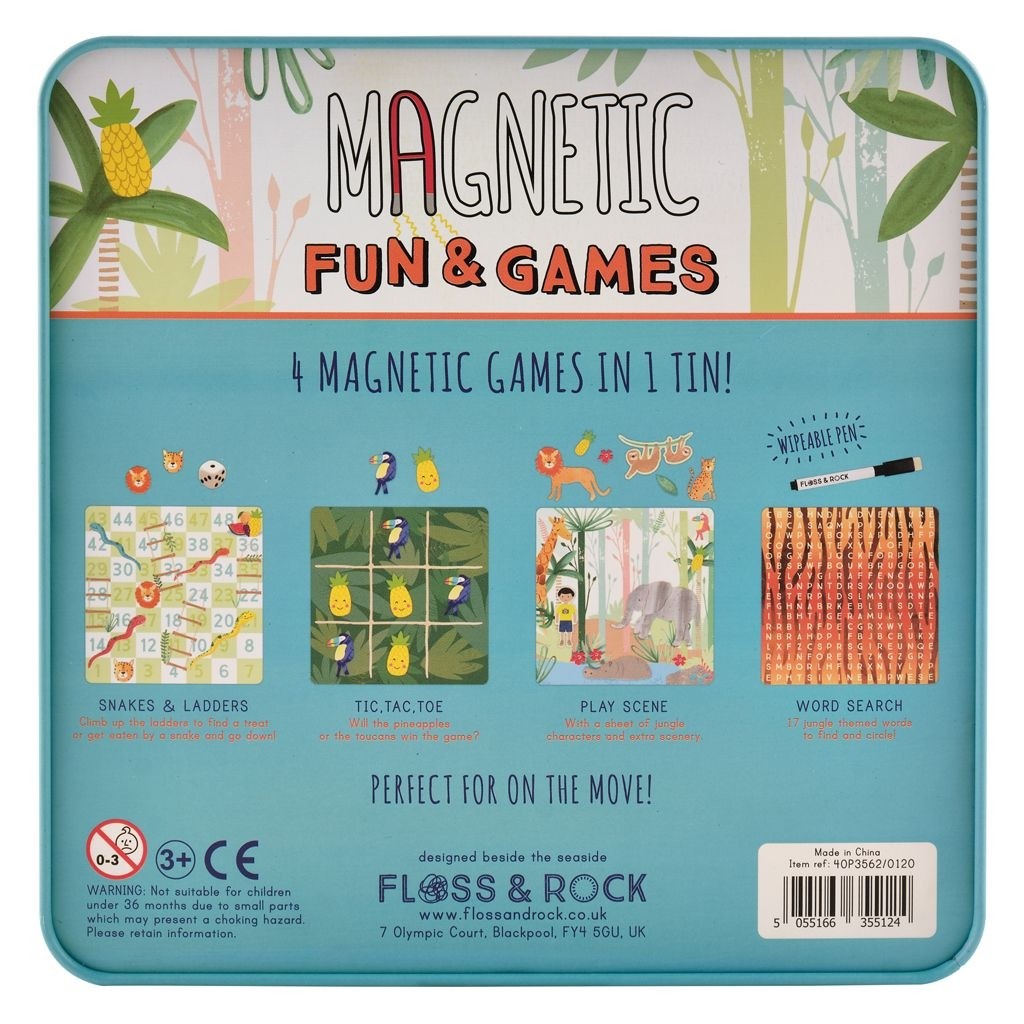 MAGNETIC
FUN & GAMES
4 MAGNETIC GAMES IN 1 TIN!
WIPEABLE PEN
FLOSS & ROCK
SNAKES & LADDERS
Climb up the ladders to find a treat
or get eaten by a snake and go down!
TIC,TAC,TOE
Will the pineapples
or the toucans win the game?
PLAY SCENE
With a sheet of jungle
characters and extra scenery.
WORD SEARCH
17 jungle themed words
to find and circle!
PERFECT FOR ON THE MOVE!
0-3
3+ CE
WARNING: Not suitable for children
under 36 months due to small parts
which may present a choking hazard.
Please retain information.
designed beside the seaside
FLOSS & ROCK
www.flossandrock.co.uk
7 Olympic Court, Blackpool, FY4 5GU, UK
Made in China
Item ref: 40P3562/0120
5 055166 355124